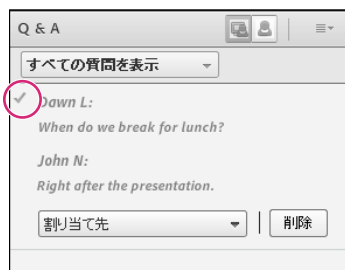 Q & A
すべての質問を表示
Dawn L:
When do we break for lunch?
John N:
Right after the presentation.
割り当て先
削除